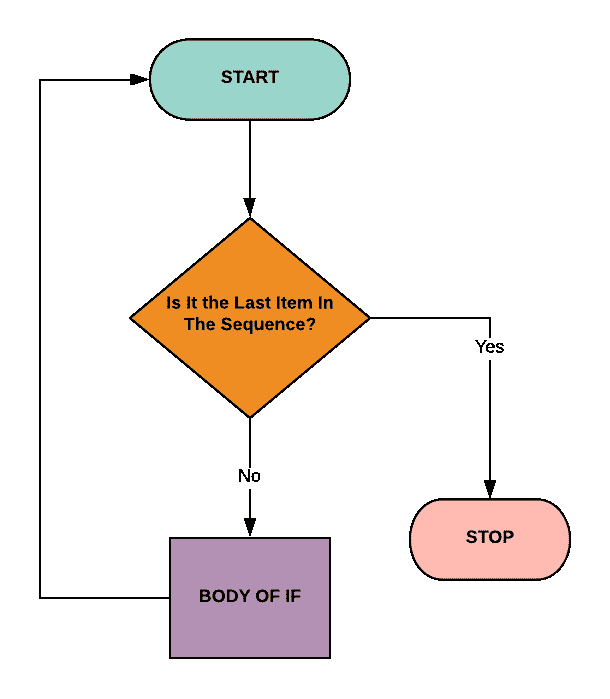 START
Is It the Last Item In
The Sequence?
Yes
No
STOP
BODY OF IF